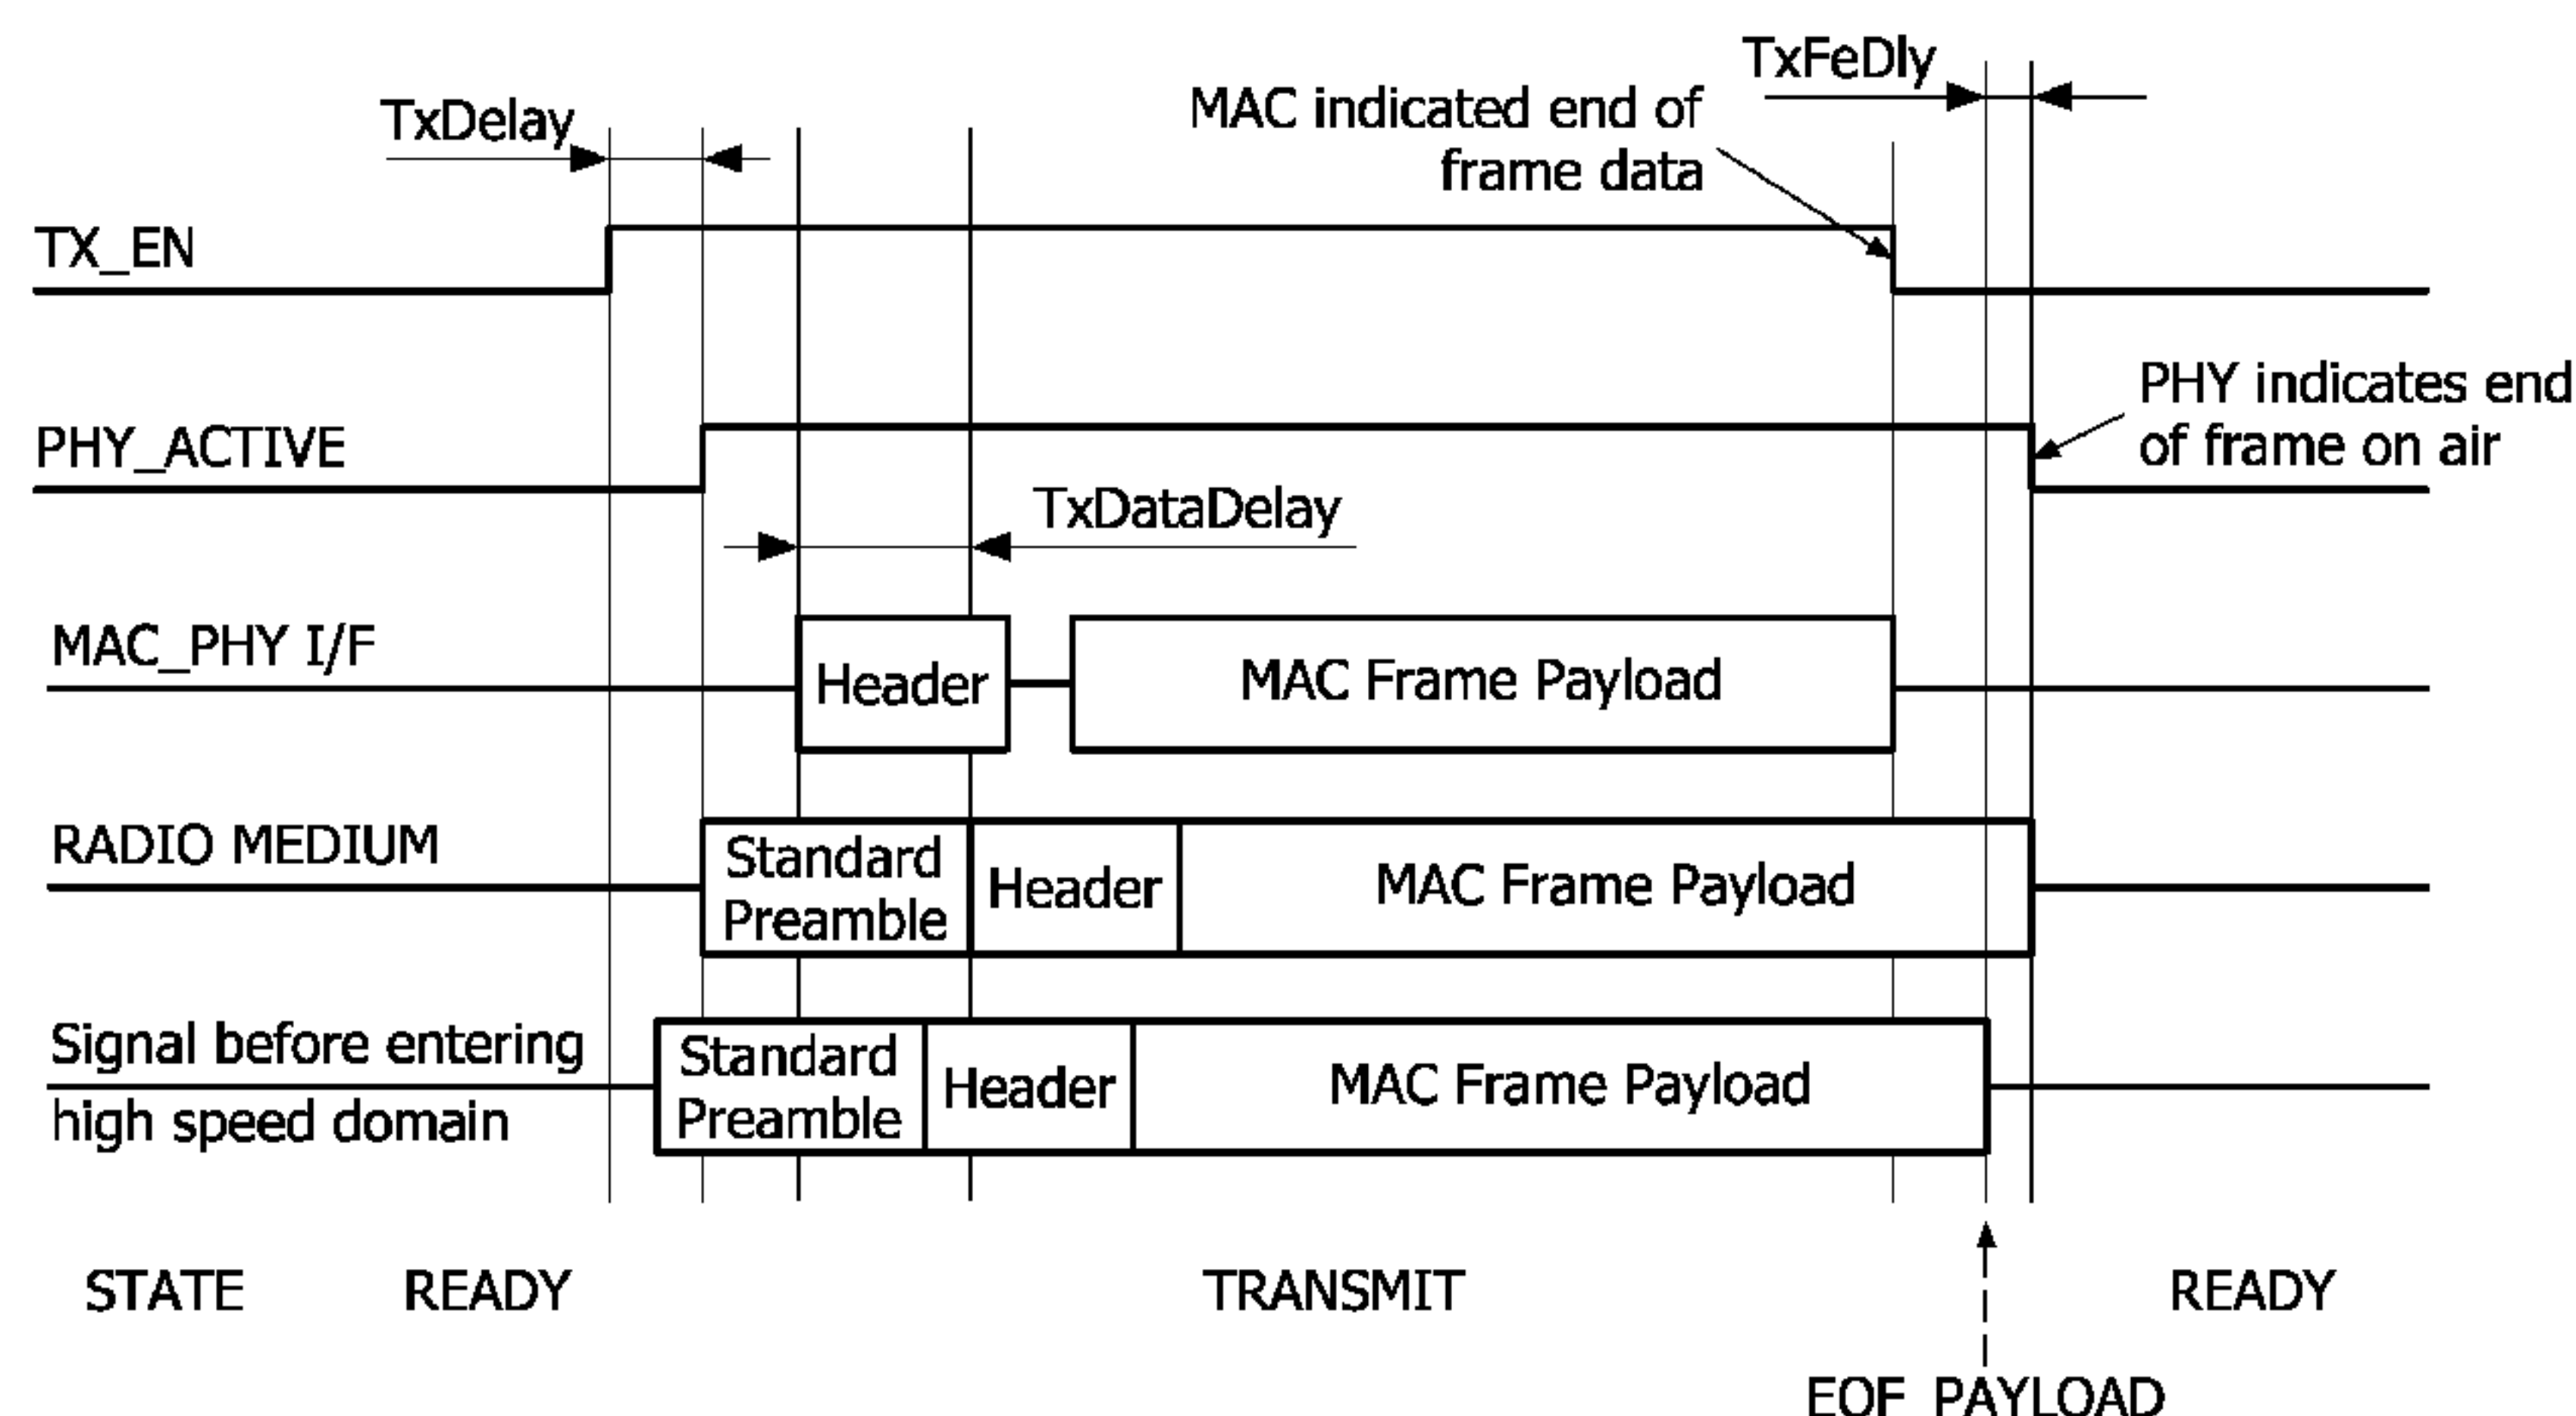 TxFeDly
MAC indicated end of
frame data
TxDelay
TX_EN
PHY indicates end
of frame on air
PHY_ACTIVE
TxDataDelay
MAC_PHY I/F
Header
MAC Frame Payload
RADIO MEDIUM
Standard
Preamble
Header
MAC Frame Payload
Signal before entering
high speed domain
Standard
Preamble
Header
MAC Frame Payload
STATE
READY
TRANSMIT
READY
EOF_PAYLOAD